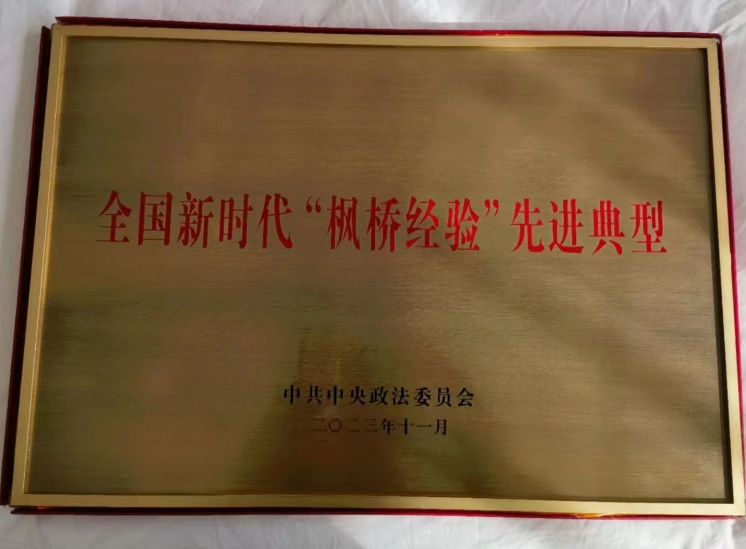 全国新时代“枫桥经验”先进典型
中共中央政法委员会
二〇二三年十一月